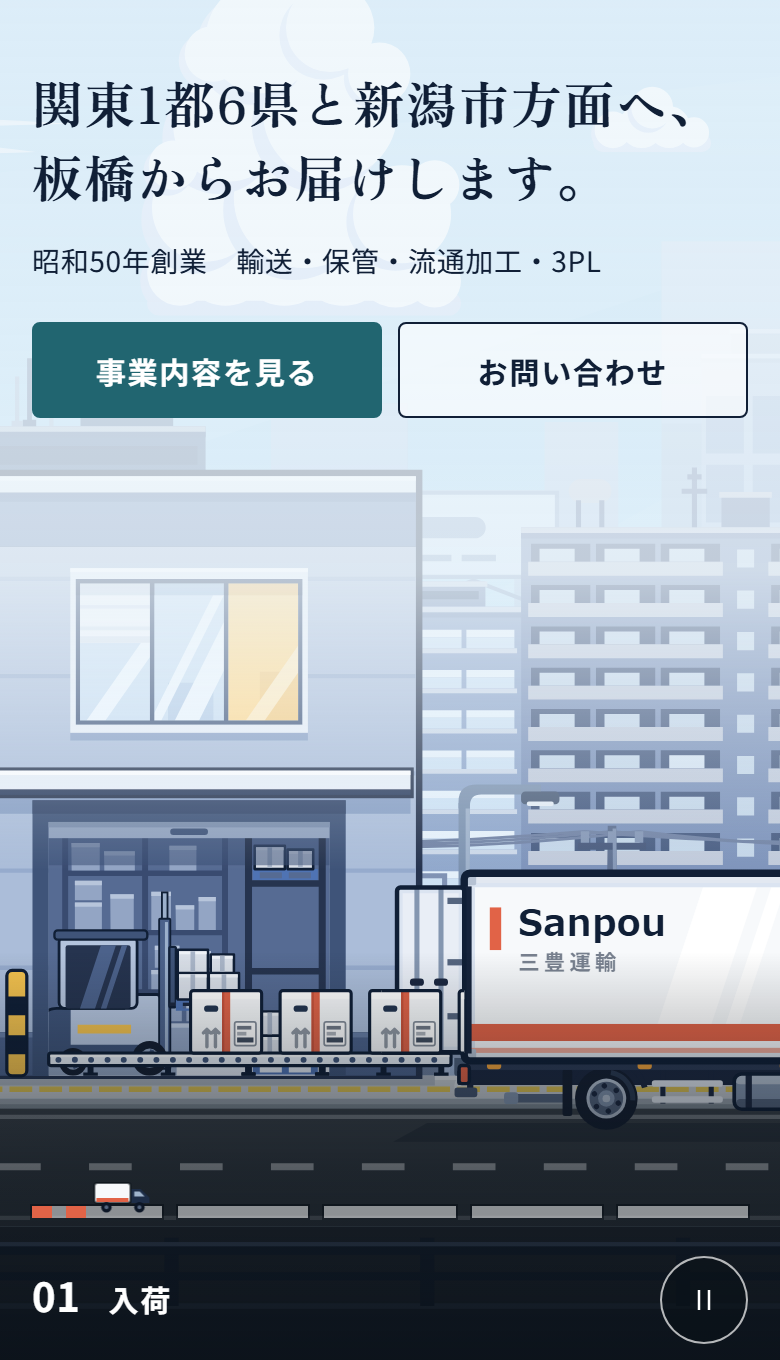 関東1都6県と新潟市方面へ、
板橋からお届けします。
昭和50年創業　輸送・保管・流通加工・3PL
事業内容を見る
お問い合わせ
Sanpou
三豊運輸
01 入荷